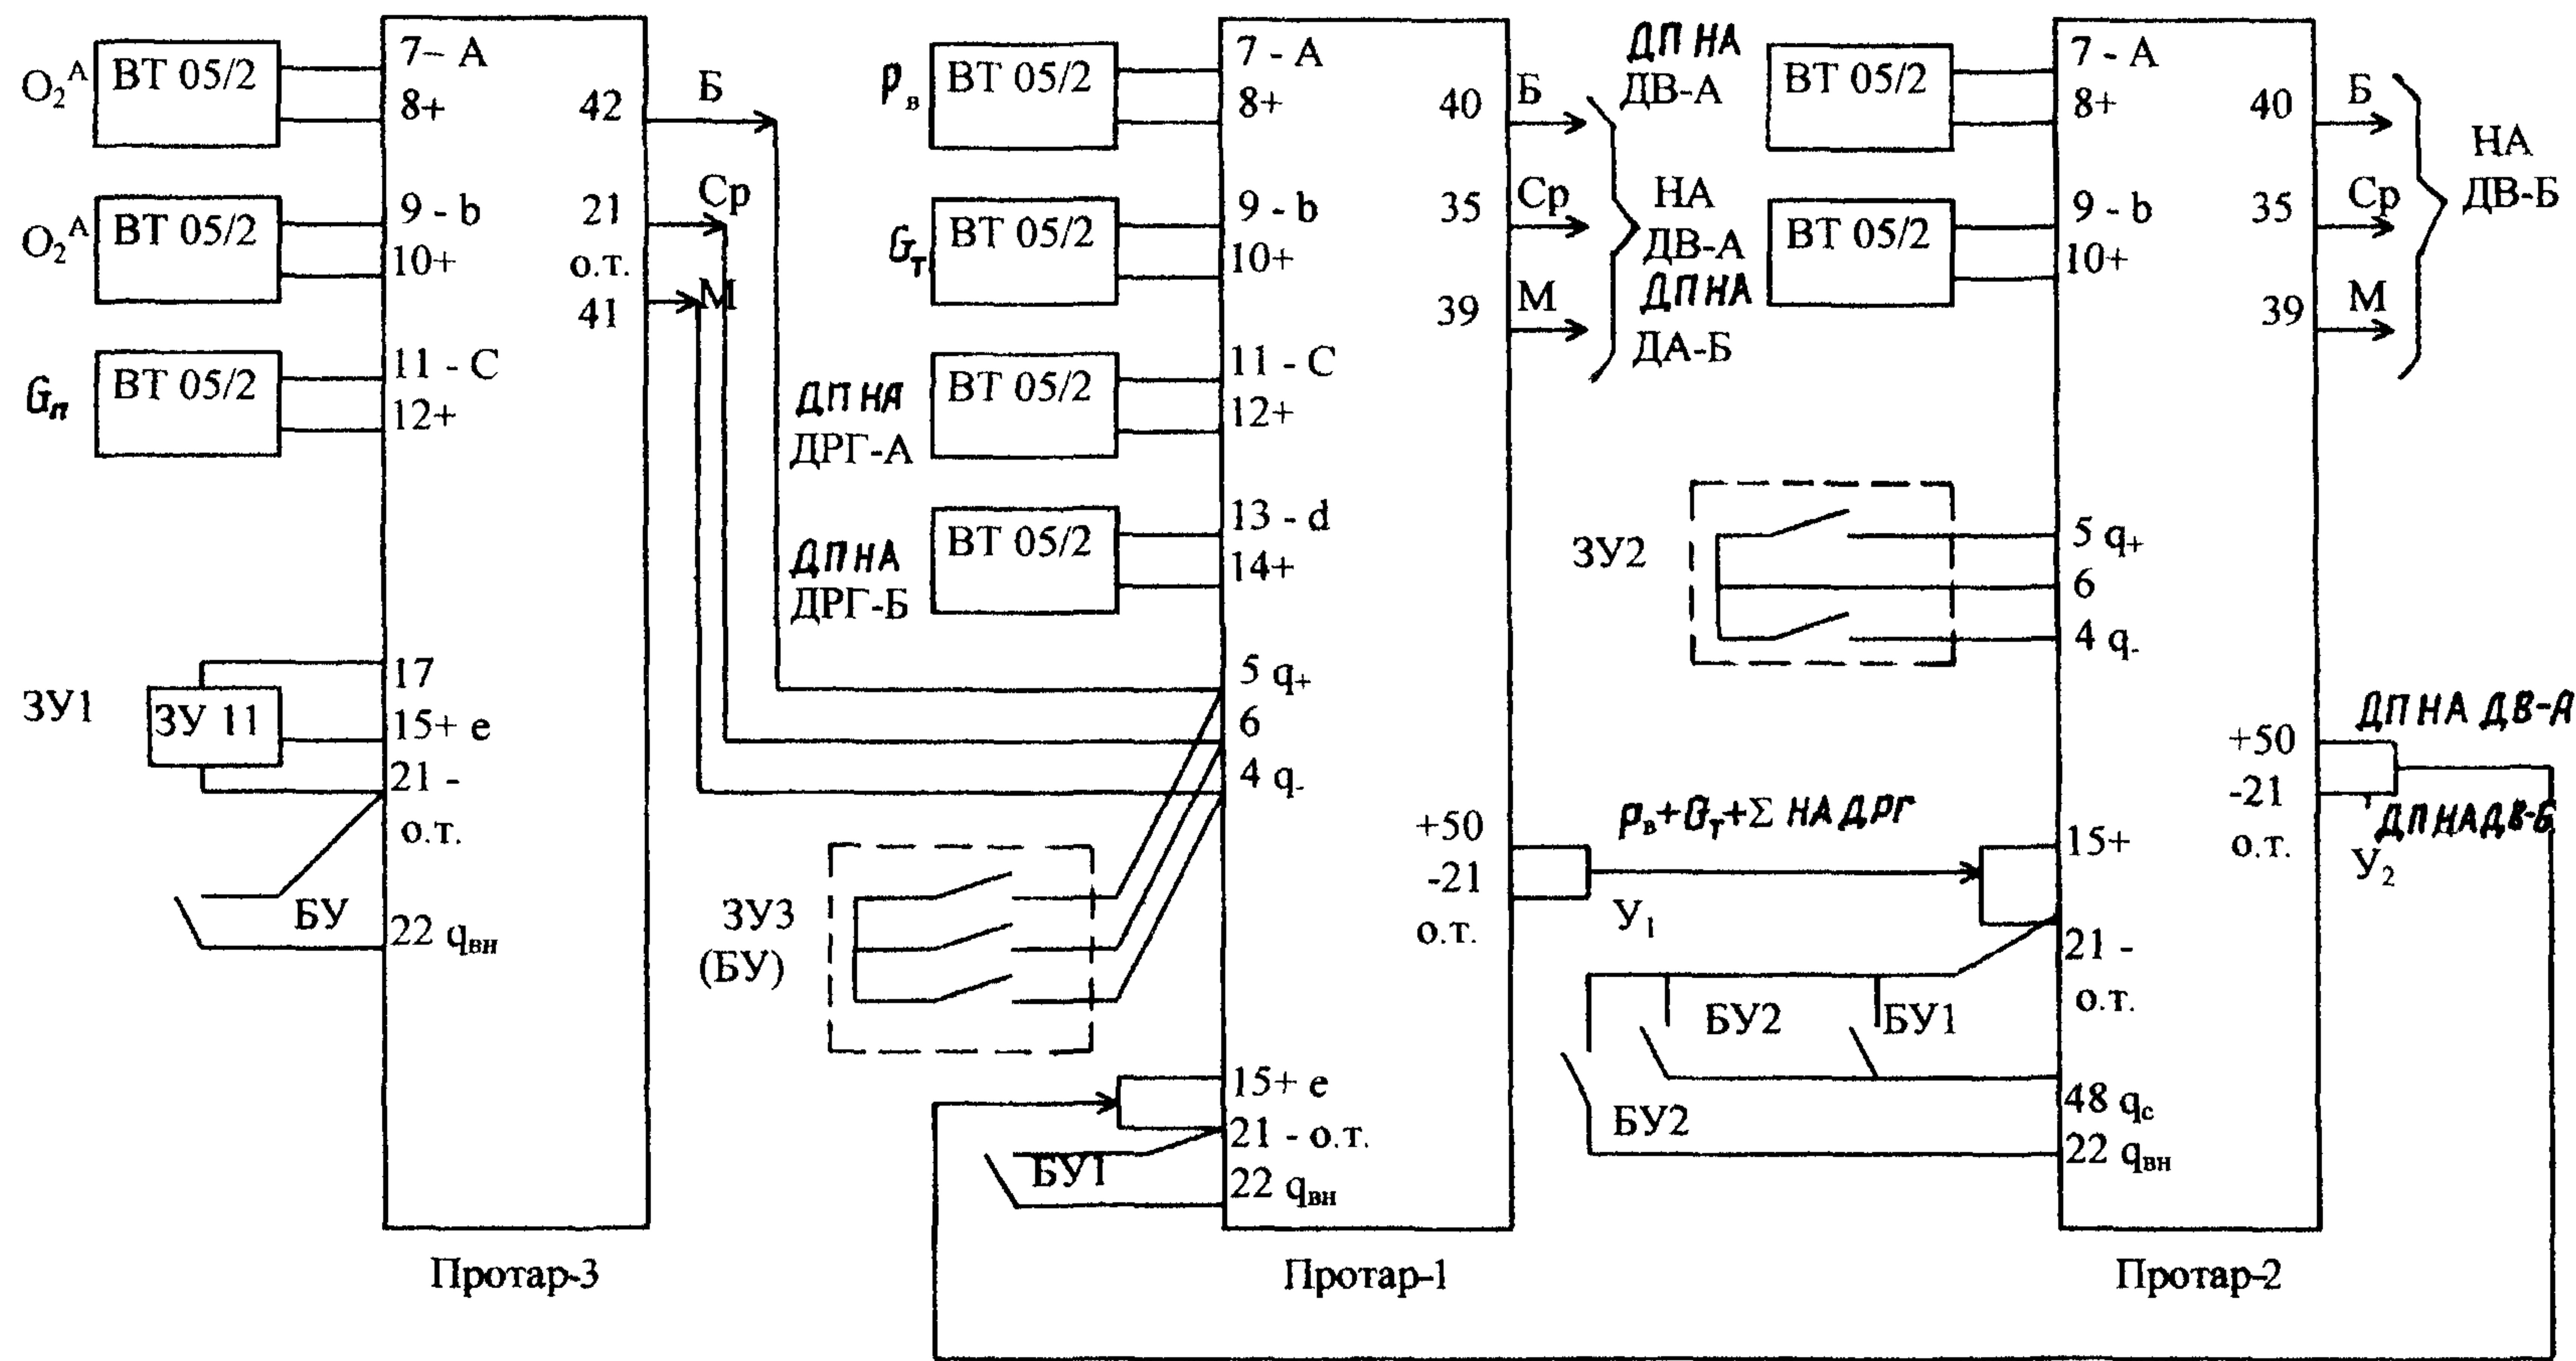 O₂ᴬ
ВТ 05/2
O₂ᴬ
ВТ 05/2
Gп
ВТ 05/2
7– A
8+
9 - b
10+
11 - C
12+
42
21
о.т.
41
Б
Ср
М
ЗУ1
ЗУ 11
17
15+ e
21 -
о.т.
БУ
22 qвн
Протар-3
Pв
ВТ 05/2
Gт
ВТ 05/2
ДП НА
ДРГ-А
ВТ 05/2
ДП НА
ДРГ-Б
ВТ 05/2
7 - A
8+
9 - b
10+
11 - C
12+
13 - d
14+
5 q₊
6
4 q₋
ЗУ3
(БУ)
15+ e
21 - о.т.
БУ1
22 qвн
40
35
39
Б
Ср
М
НА
ДВ-А
+50
-21
о.т.
Pв+Gт+Σ НА ДРГ
У₁
Протар-1
ДП НА
ДВ-А
ВТ 05/2
ДП НА
ДА-Б
ВТ 05/2
7 - A
8+
9 - b
10+
ЗУ2
5 q₊
6
4 q₋
15+
21 -
о.т.
БУ2
БУ1
БУ2
48 qс
22 qвн
40
35
39
Б
Ср
М
НА
ДВ-Б
+50
-21
о.т.
ДП НА ДВ-А
ДП НА ДВ-Б
У₂
Протар-2